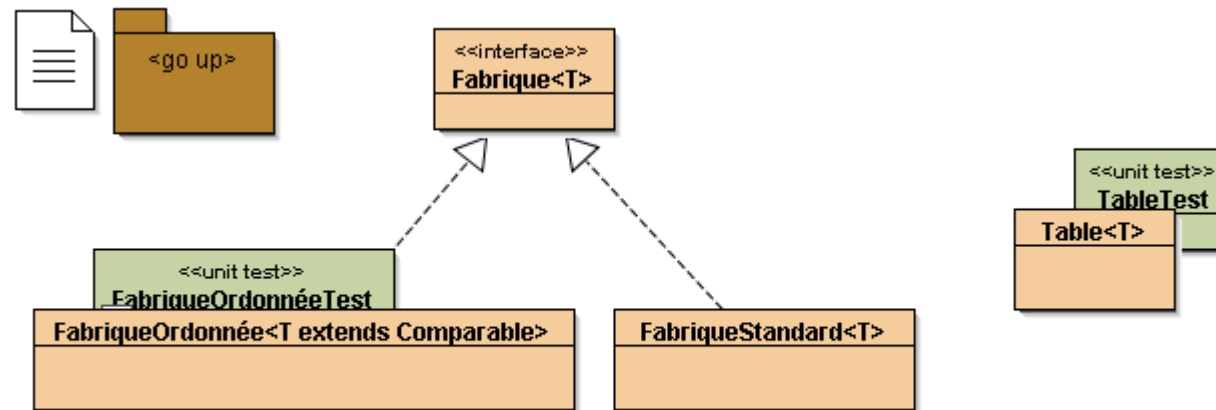 <go up>
<<interface>>
Fabrique<T>
<<unit test>>
TableTest
Table<T>
<<unit test>>
FabriqueOrdonnéeTest
FabriqueOrdonnée<T extends Comparable>
FabriqueStandard<T>